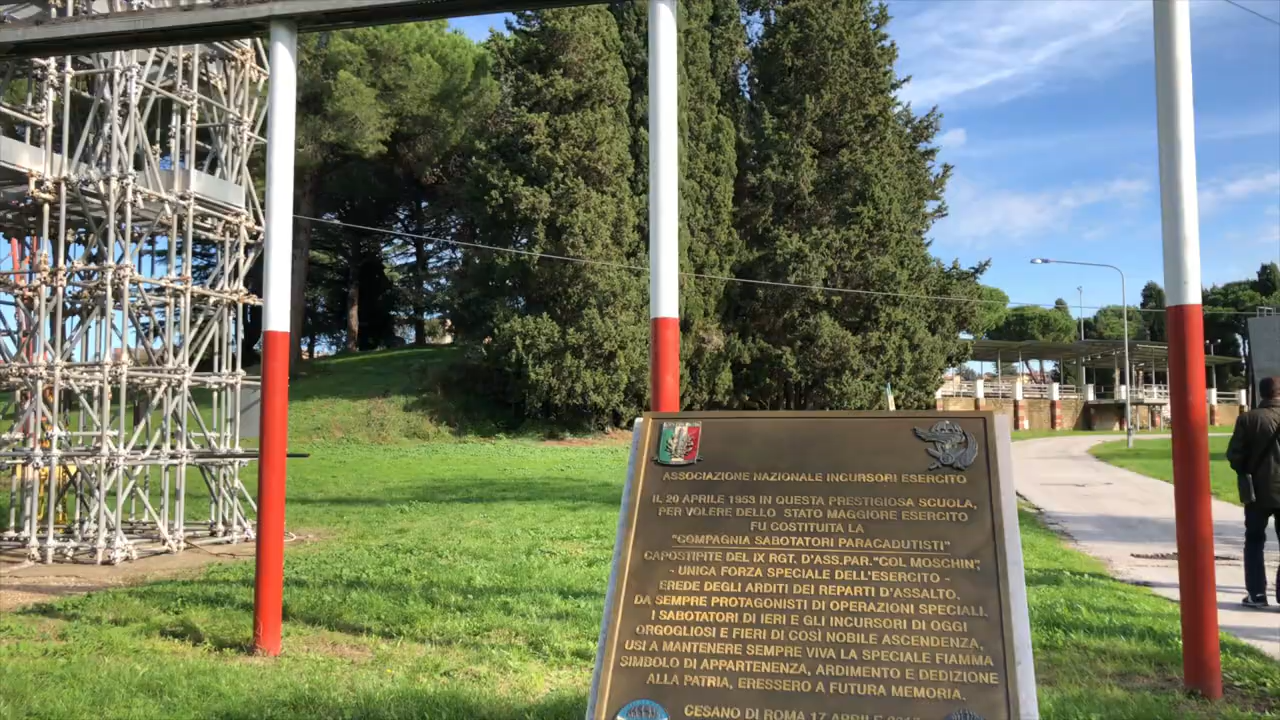 ASSOCIAZIONE NAZIONALE INCURSORI ESERCITO
IL 20 APRILE 1953 IN QUESTA PRESTIGIOSA SCUOLA,
PER VOLERE DELLO STATO MAGGIORE ESERCITO
FU COSTITUITA LA
"COMPAGNIA SABOTATORI PARACADUTISTI"
CAPOSTIPITE DEL IX RGT. D'ASS.PAR."COL MOSCHIN",
- UNICA FORZA SPECIALE DELL'ESERCITO -
EREDE DEGLI ARDITI DEI REPARTI D'ASSALTO.
DA SEMPRE PROTAGONISTI DI OPERAZIONI SPECIALI.
I SABOTATORI DI IERI E GLI INCURSORI DI OGGI
ORGOGLIOSI E FIERI DI COSÌ NOBILE ASCENDENZA,
USI A MANTENERE SEMPRE VIVA LA SPECIALE FIAMMA
SIMBOLO DI APPARTENENZA, ARDIMENTO E DEDIZIONE
ALLA PATRIA, ERESSERO A FUTURA MEMORIA.
CESANO DI ROMA 17 APRILE